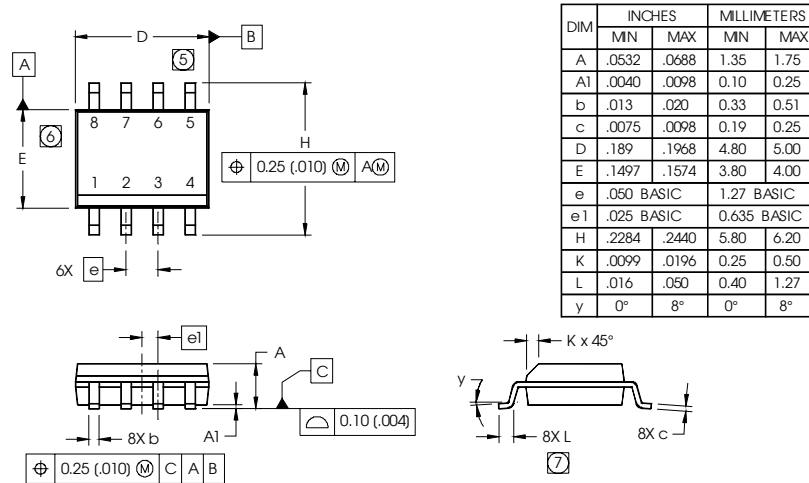 D
B
5
A
8 7 6 5
6
E
H
⌖ 0.25 (.010) Ⓜ AⓂ
1 2 3 4
6X e
DIM INCHES MILLIMETERS
MIN MAX MIN MAX
A .0532 .0688 1.35 1.75
A1 .0040 .0098 0.10 0.25
b .013 .020 0.33 0.51
c .0075 .0098 0.19 0.25
D .189 .1968 4.80 5.00
E .1497 .1574 3.80 4.00
e .050 BASIC 1.27 BASIC
e1 .025 BASIC 0.635 BASIC
H .2284 .2440 5.80 6.20
K .0099 .0196 0.25 0.50
L .016 .050 0.40 1.27
y 0° 8° 0° 8°
e1
A
C
8X b
A1
⌓ 0.10 (.004)
⌖ 0.25 (.010) Ⓜ C A B
K x 45°
y
8X L
8X c
7